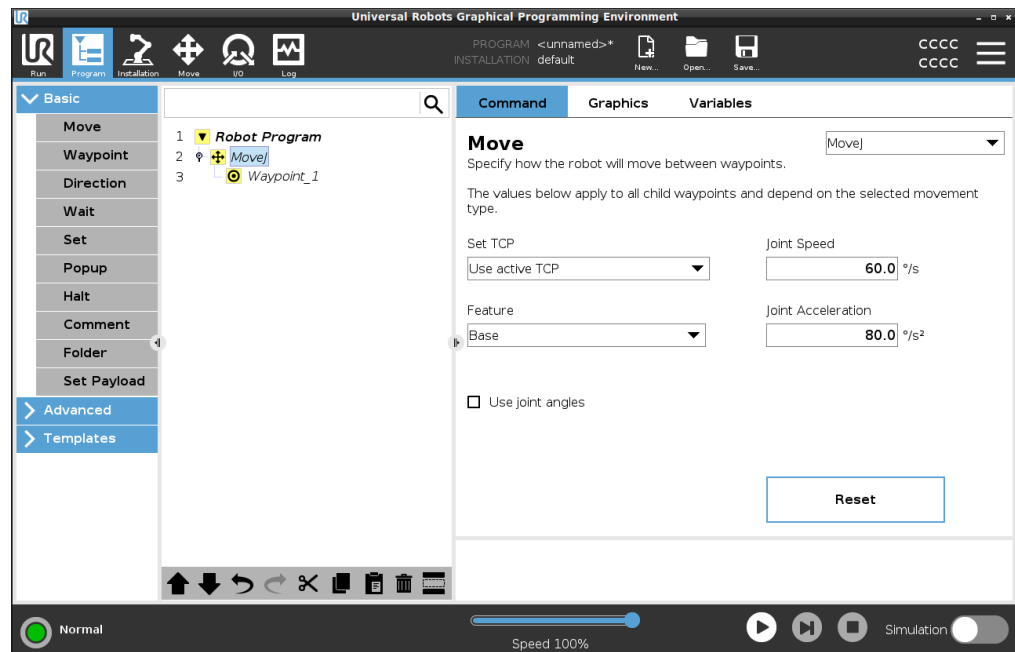 Universal Robots Graphical Programming Environment
UR
Run
Program
Installation
Move
I/O
Log
PROGRAM <unnamed>*
INSTALLATION default
New...
Open...
Save...
CCCC
CCCC
Basic
Move
Waypoint
Direction
Wait
Set
Popup
Halt
Comment
Folder
Set Payload
Advanced
Templates
1 Robot Program
2 MoveJ
3 Waypoint_1
Command Graphics Variables
Move
MoveJ
Specify how the robot will move between waypoints.
The values below apply to all child waypoints and depend on the selected movement
type.
Set TCP
Joint Speed
Use active TCP
60.0 °/s
Feature
Joint Acceleration
Base
80.0 °/s²
Use joint angles
Reset
Normal
Speed 100%
Simulation